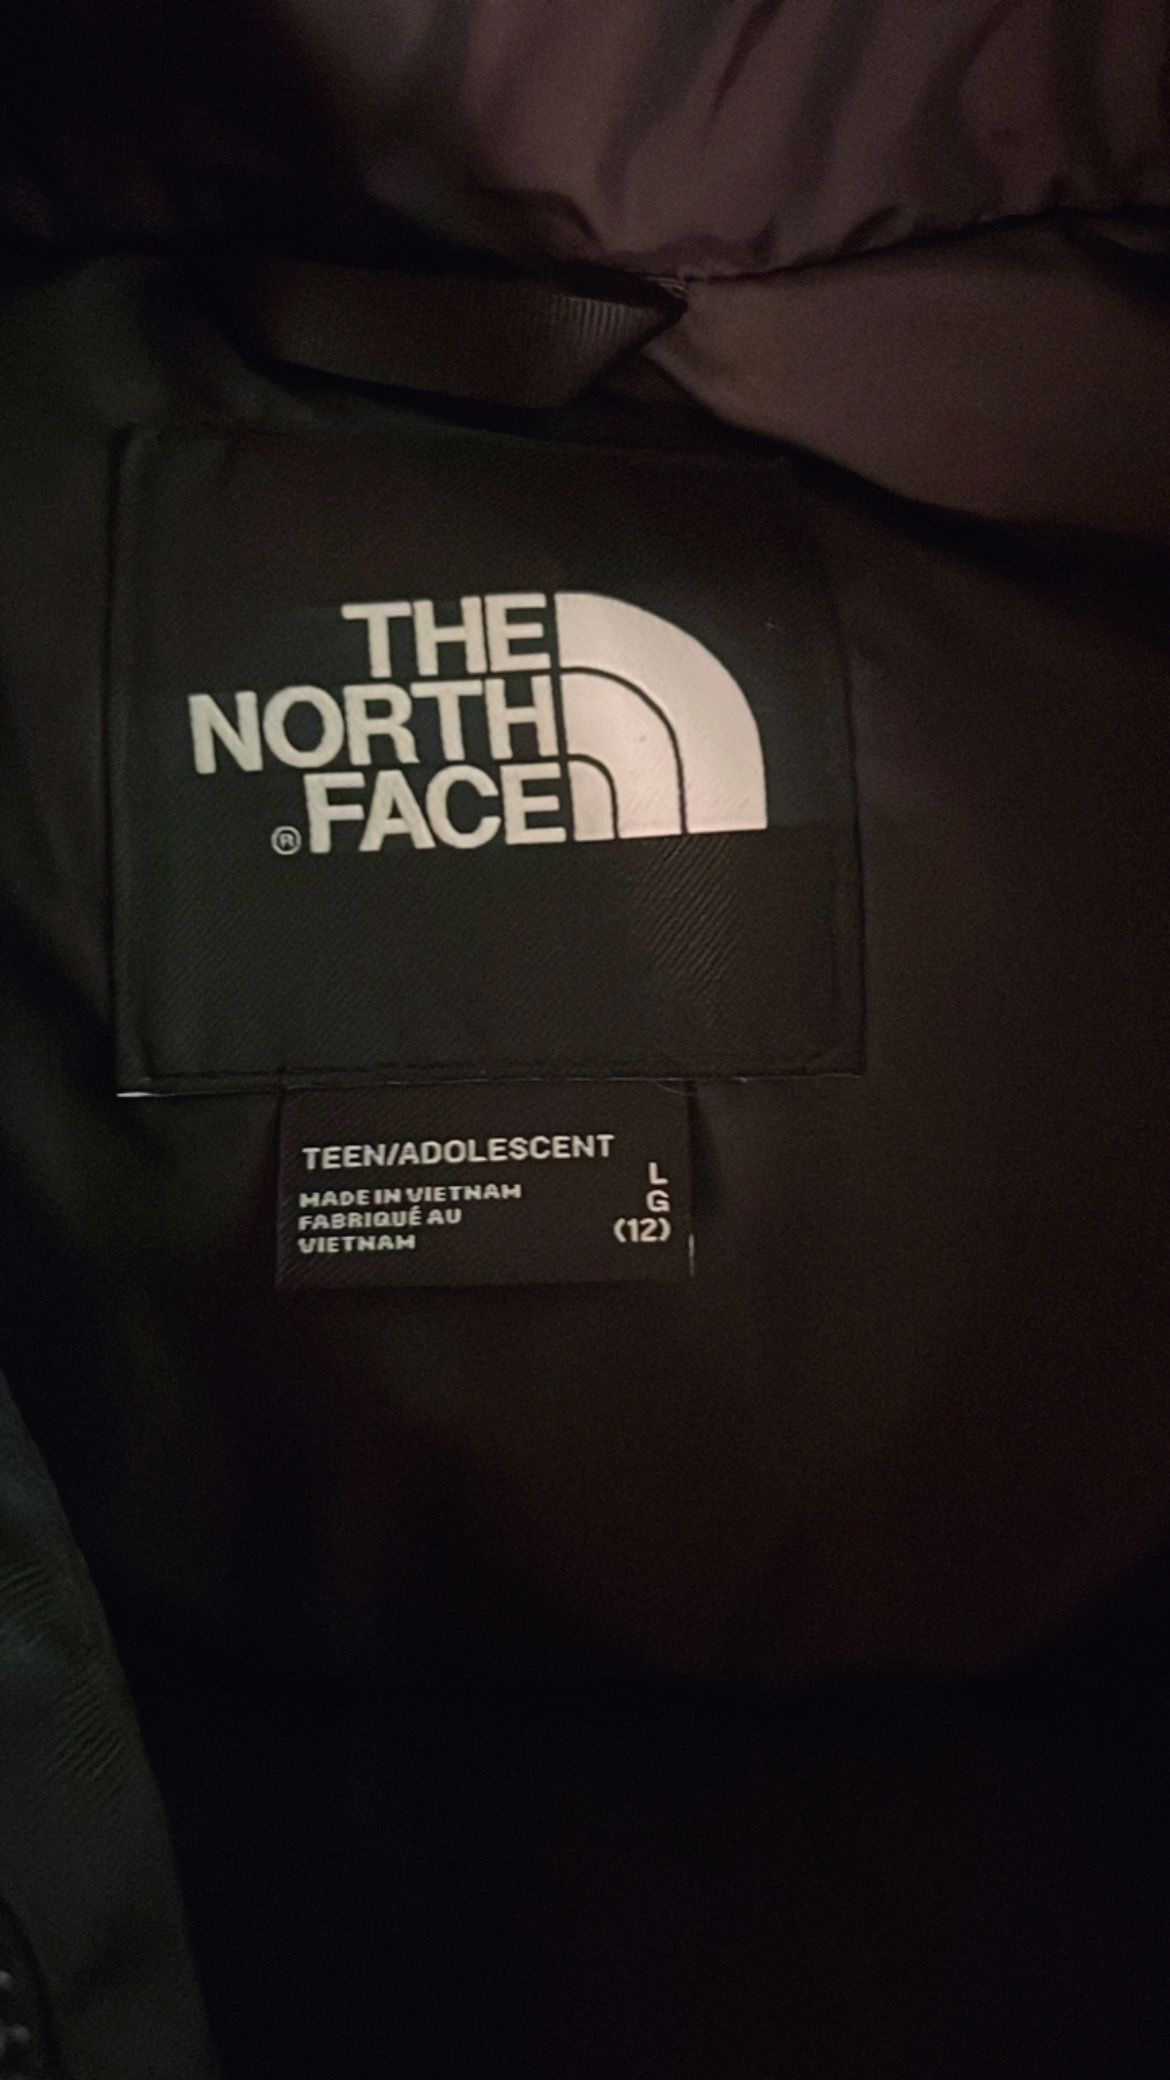 THE
NORTH
FACE
®
TEEN/ADOLESCENT
MADE IN VIETNAM
FABRIQUÉ AU
VIETNAM
L
G
(12)